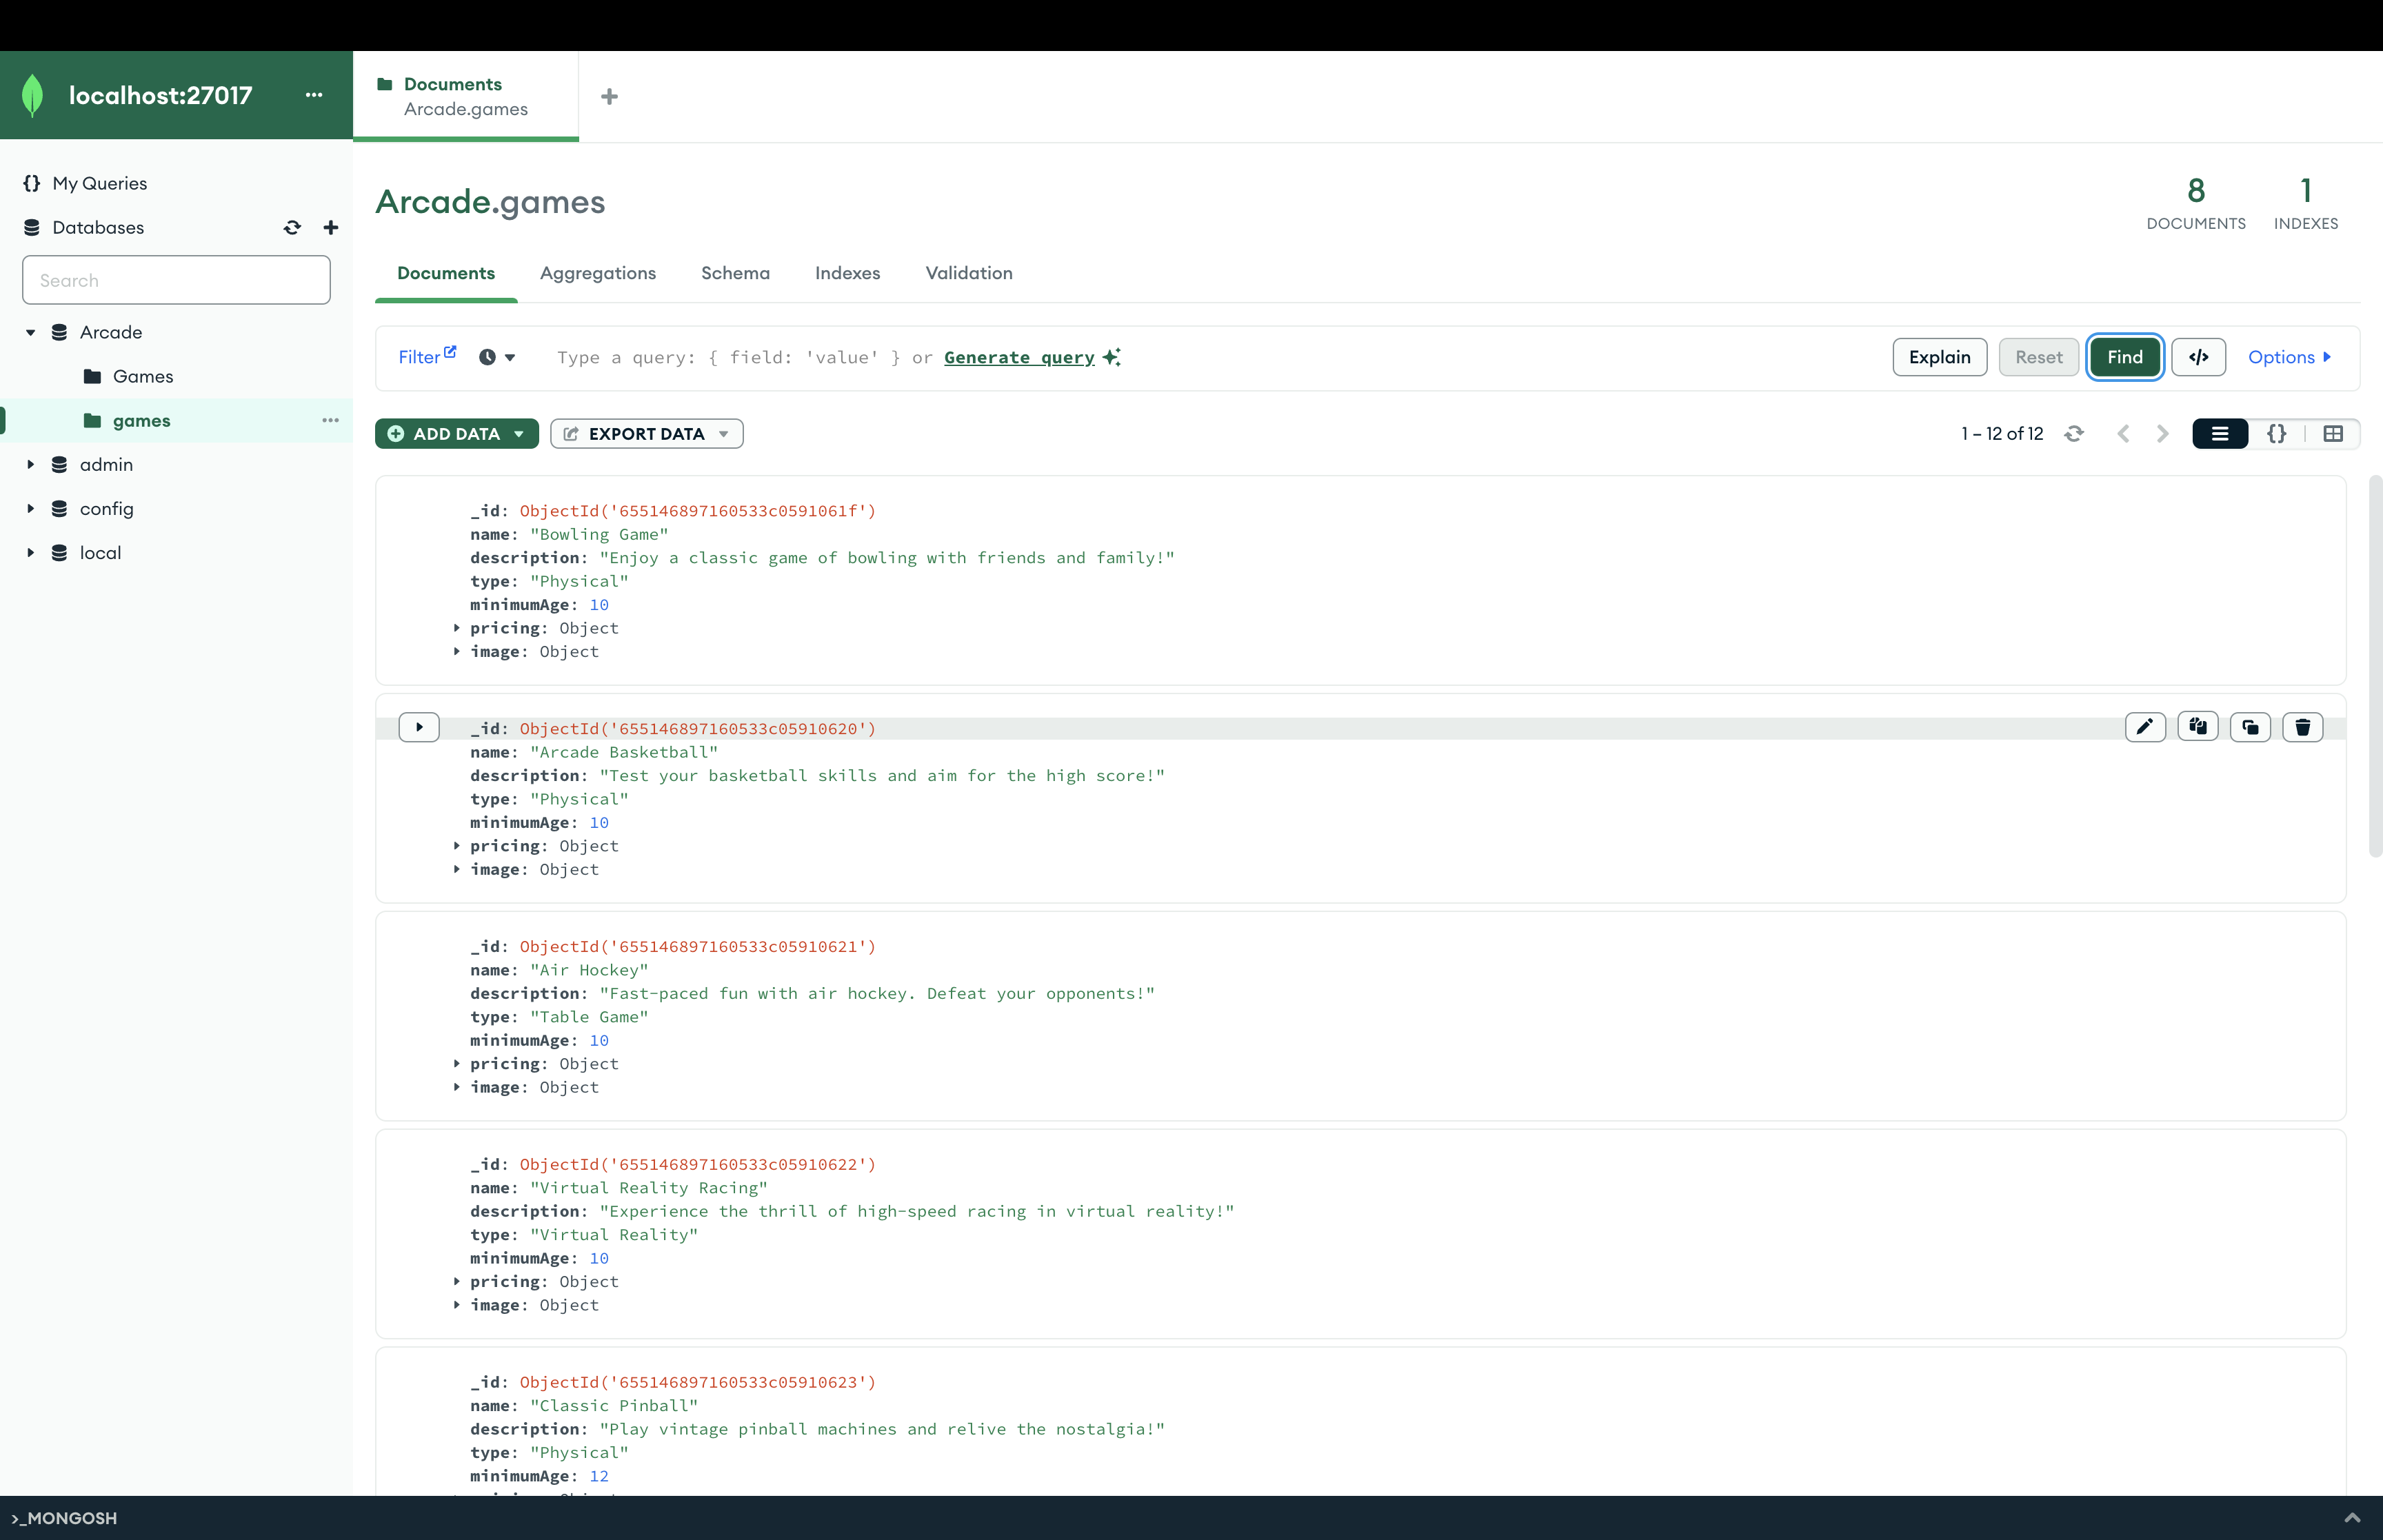 localhost:27017
Documents
Arcade.games
My Queries
Databases
Search
Arcade
Games
games
admin
config
local
Arcade.games
8
DOCUMENTS
1
INDEXES
Documents
Aggregations
Schema
Indexes
Validation
Filter
Type a query: { field: 'value' } or Generate query
Explain
Reset
Find
</>
Options
ADD DATA
EXPORT DATA
1 – 12 of 12
{}
_id: ObjectId('655146897160533c0591061f')
name: "Bowling Game"
description: "Enjoy a classic game of bowling with friends and family!"
type: "Physical"
minimumAge: 10
pricing: Object
image: Object
_id: ObjectId('655146897160533c05910620')
name: "Arcade Basketball"
description: "Test your basketball skills and aim for the high score!"
type: "Physical"
minimumAge: 10
pricing: Object
image: Object
_id: ObjectId('655146897160533c05910621')
name: "Air Hockey"
description: "Fast-paced fun with air hockey. Defeat your opponents!"
type: "Table Game"
minimumAge: 10
pricing: Object
image: Object
_id: ObjectId('655146897160533c05910622')
name: "Virtual Reality Racing"
description: "Experience the thrill of high-speed racing in virtual reality!"
type: "Virtual Reality"
minimumAge: 10
pricing: Object
image: Object
_id: ObjectId('655146897160533c05910623')
name: "Classic Pinball"
description: "Play vintage pinball machines and relive the nostalgia!"
type: "Physical"
minimumAge: 12
>_MONGOSH